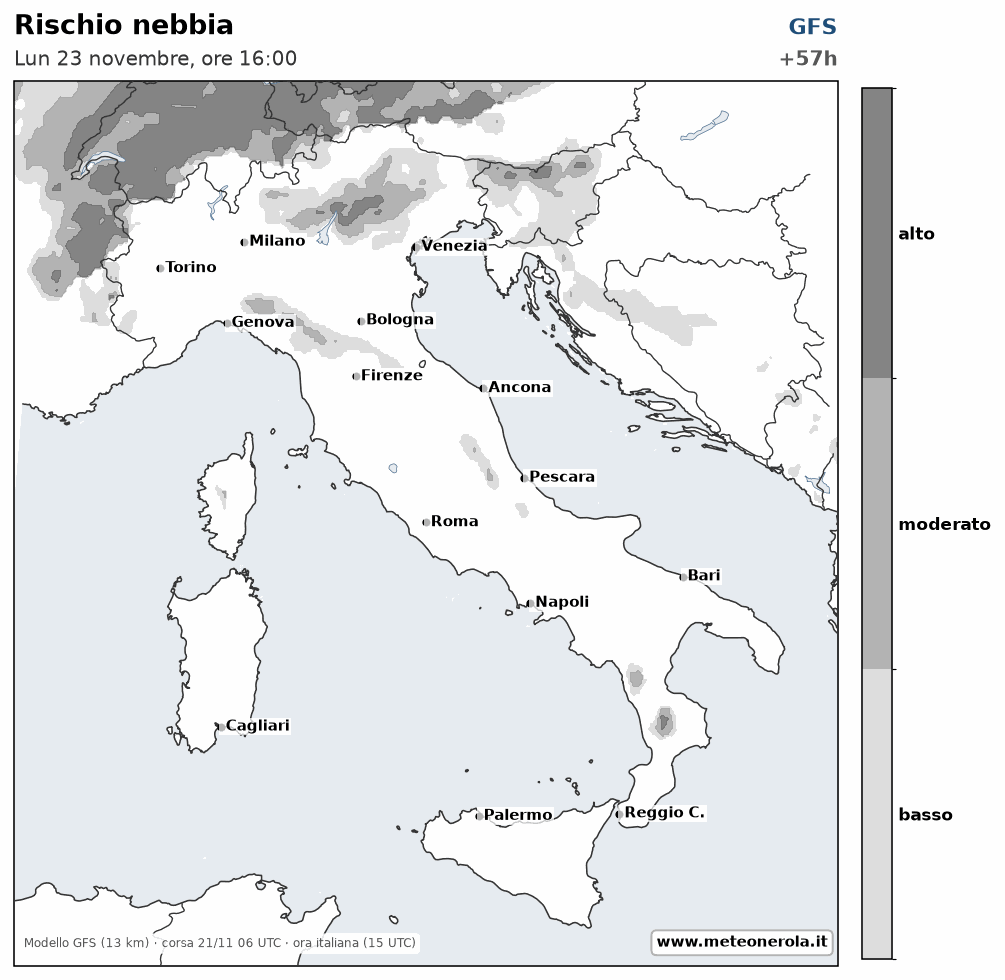 Rischio nebbia
GFS
Lun 23 novembre, ore 16:00
+57h
alto
Milano
Venezia
Torino
Genova
Bologna
Firenze
Ancona
Pescara
moderato
Roma
Bari
Napoli
Cagliari
Palermo
Reggio C.
basso
Modello GFS (13 km) · corsa 21/11 06 UTC · ora italiana (15 UTC)
www.meteonerola.it